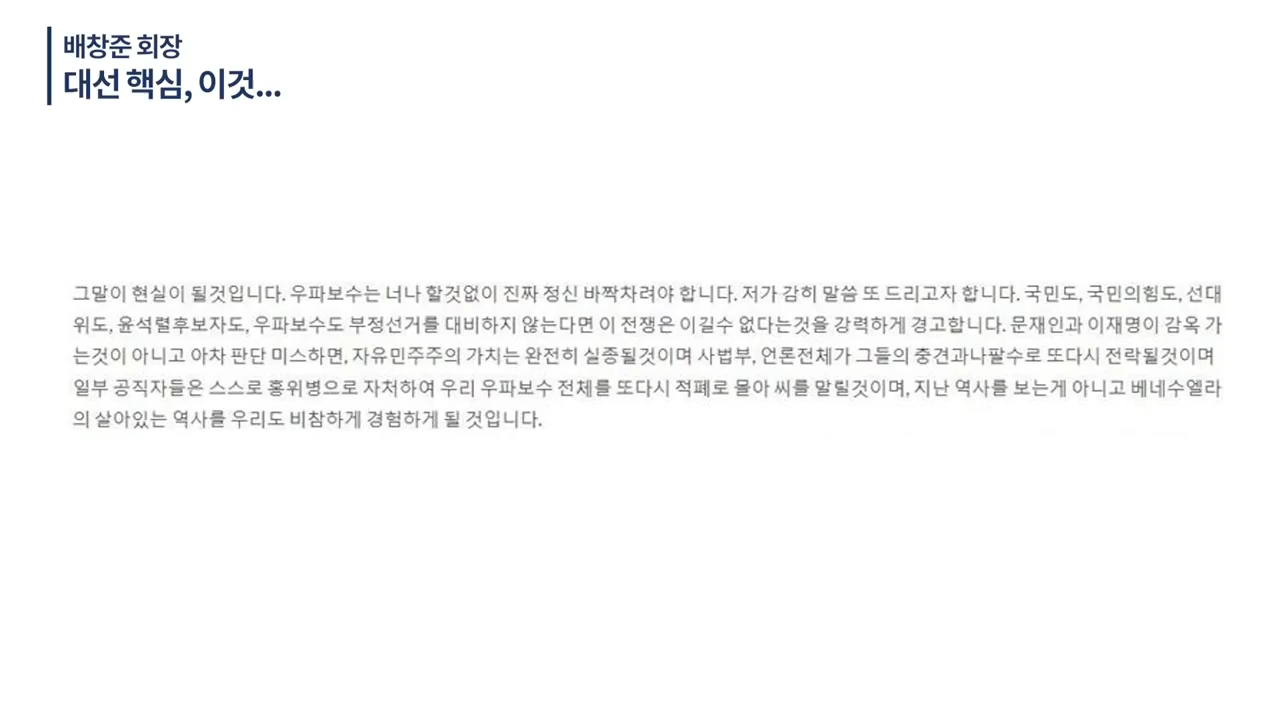 배창준 회장
대선 핵심, 이것...
그말이 현실이 될것입니다. 우파보수는 너나 할것없이 진짜 정신 바짝차려야 합니다. 저가 감히 말씀 또 드리고자 합니다. 국민도, 국민의힘도, 선대
위도, 윤석렬후보자도, 우파보수도 부정선거를 대비하지 않는다면 이 전쟁은 이길수 없다는것을 강력하게 경고합니다. 문재인과 이재명이 감옥 가
는것이 아니고 아차 판단 미스하면, 자유민주주의 가치는 완전히 실종될것이며 사법부, 언론전체가 그들의 충견과나팔수로 또다시 전락될것이며
일부 공직자들은 스스로 홍위병으로 자처하여 우리 우파보수 전체를 또다시 적폐로 몰아 씨를 말릴것이며, 지난 역사를 보는게 아니고 베네수엘라
의 살아있는 역사를 우리도 비참하게 경험하게 될 것입니다.